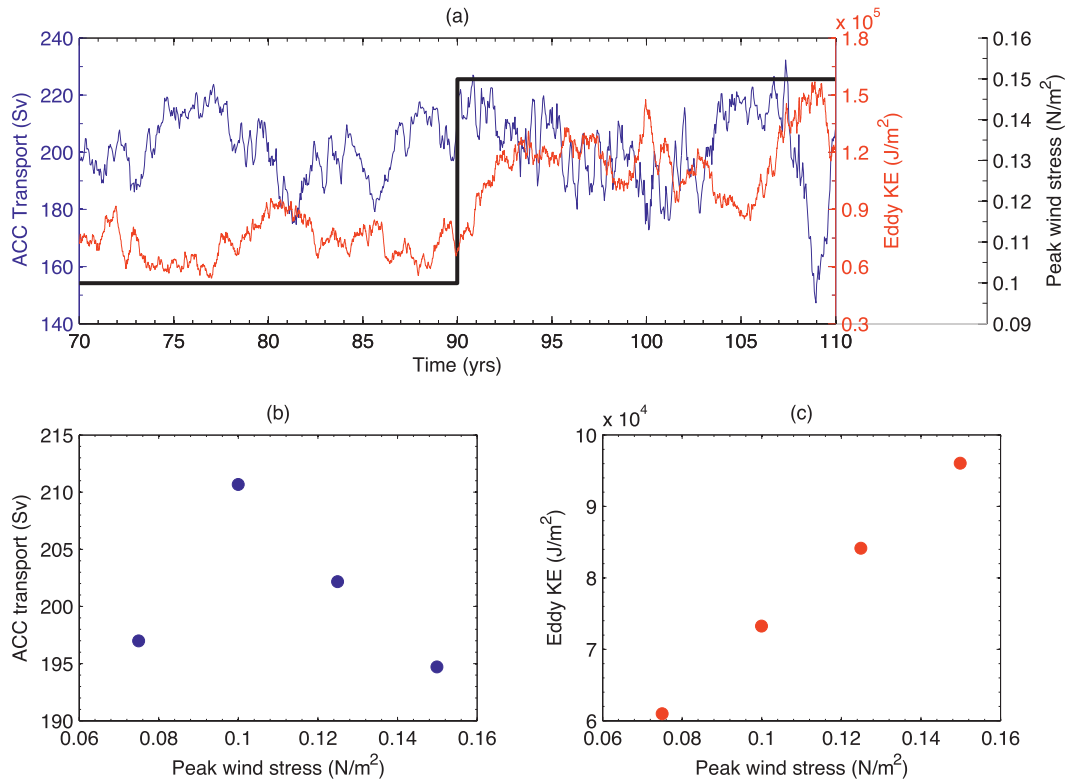 (a)
x 10^5
240
220
200
180
160
140
ACC Transport (Sv)
1.8
1.5
1.2
0.9
0.6
0.3
Eddy KE (J/m^2)
0.16
0.15
0.14
0.13
0.12
0.11
0.1
0.09
Peak wind stress (N/m^2)
70 75 80 85 90 95 100 105 110
Time (yrs)
(b)
215
210
205
200
195
190
ACC transport (Sv)
0.06 0.08 0.1 0.12 0.14 0.16
Peak wind stress (N/m^2)
(c)
x 10^4
10
9
8
7
6
Eddy KE (J/m^2)
0.06 0.08 0.1 0.12 0.14 0.16
Peak wind stress (N/m^2)